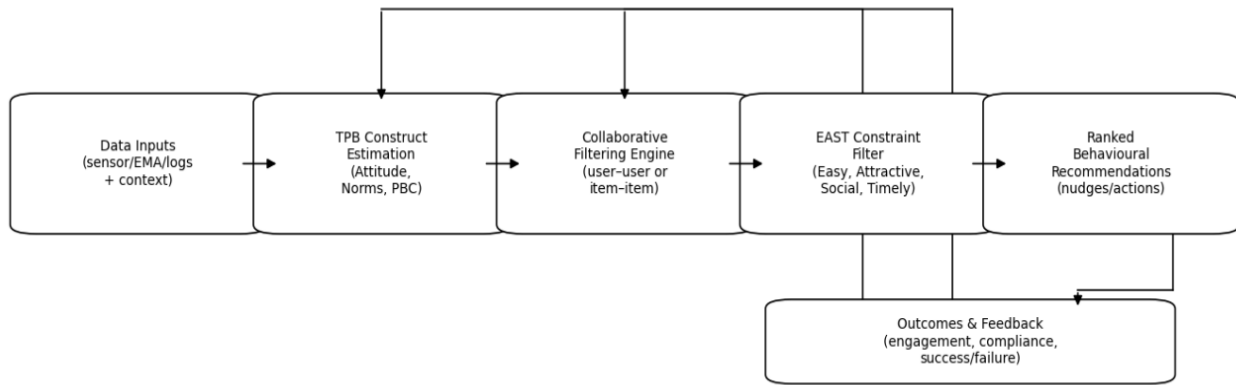 Data Inputs
(sensor/EMA/logs
+ context)
TPB Construct
Estimation
(Attitude,
Norms, PBC)
Collaborative
Filtering Engine
(user–user or
item–item)
EAST Constraint
Filter
(Easy, Attractive,
Social, Timely)
Ranked
Behavioural
Recommendations
(nudges/actions)
Outcomes & Feedback
(engagement, compliance,
success/failure)